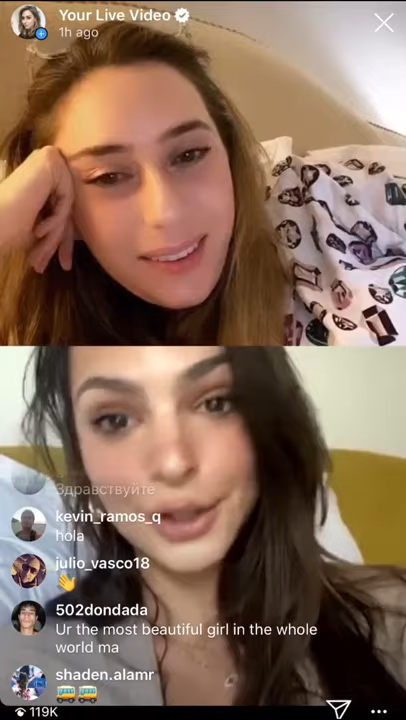 Your Live Video
1h ago
Здравствуйте
kevin_ramos_q
hola
julio_vasco18
👋
502dondada
Ur the most beautiful girl in the whole
world ma
shaden.alamr
🚌🚌
119K